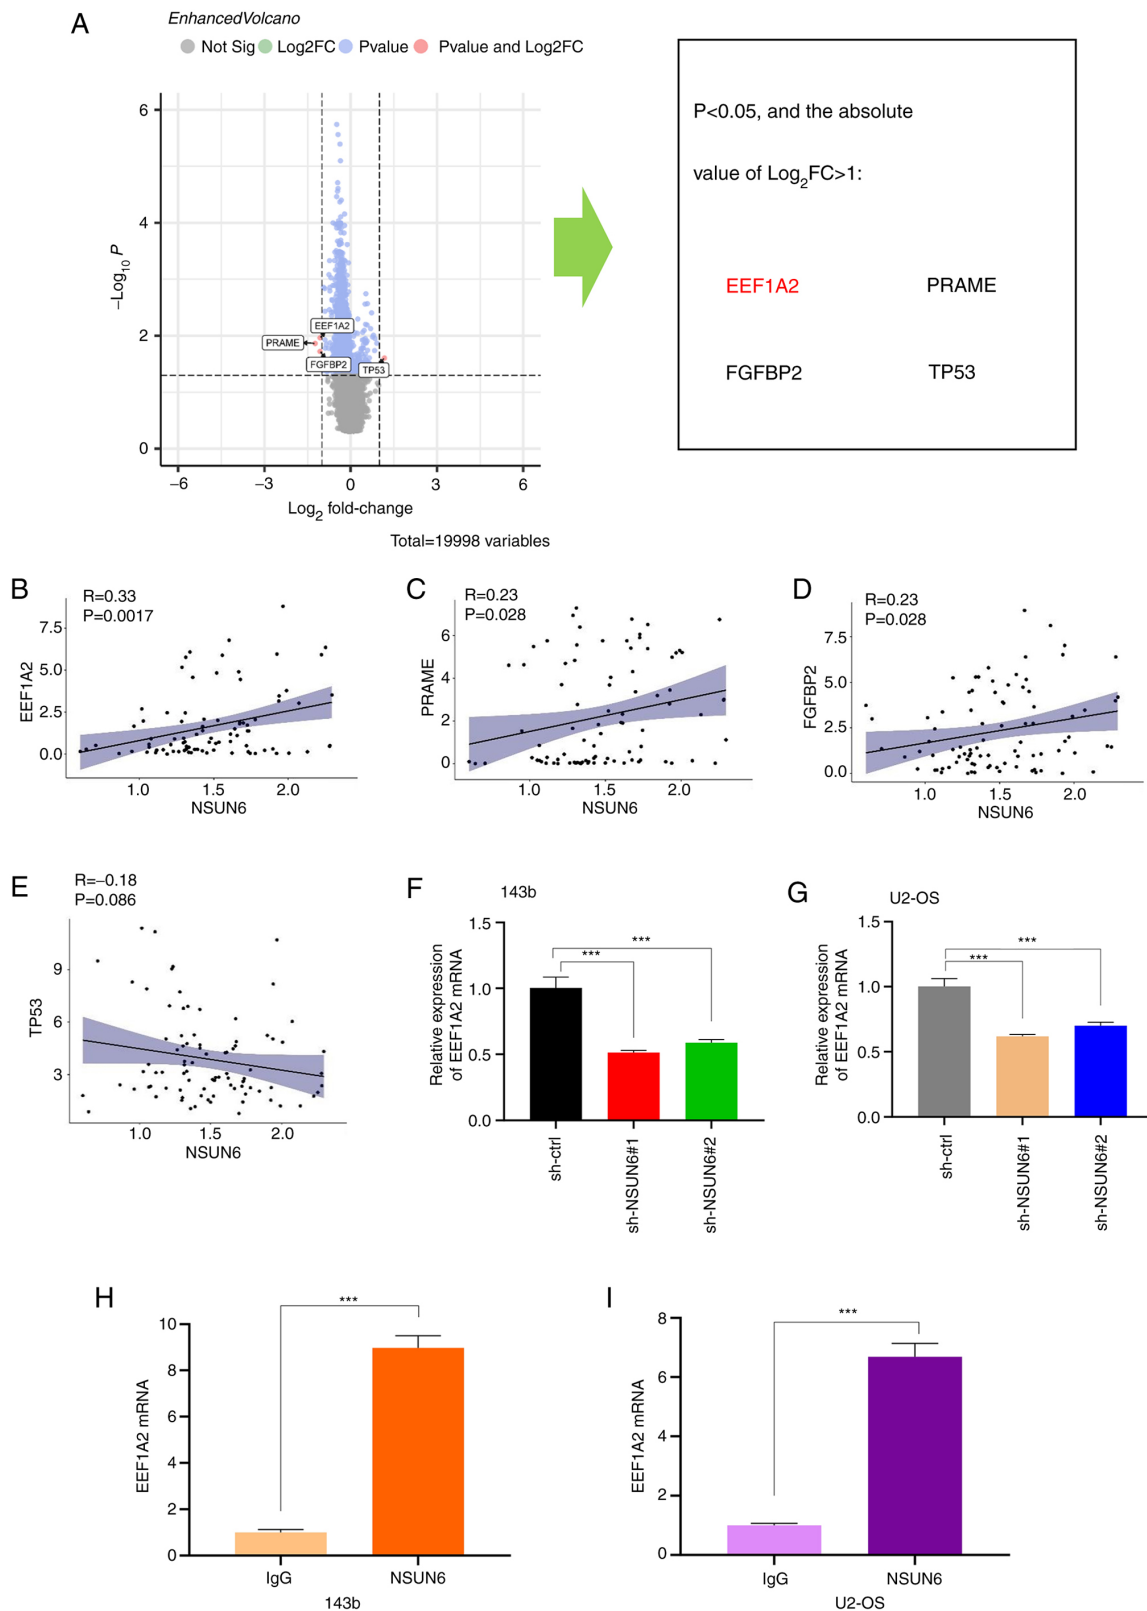 A
EnhancedVolcano
Not Sig Log2FC Pvalue Pvalue and Log2FC
6
4
2
0
−Log10 P
EEF1A2
PRAME
FGFBP2
TP53
−6 −3 0 3 6
Log2 fold-change
Total=19998 variables
P<0.05, and the absolute
value of Log2FC>1:
EEF1A2 PRAME
FGFBP2 TP53
B
R=0.33
P=0.0017
7.5
5.0
2.5
0.0
EEF1A2
1.0 1.5 2.0
NSUN6
C
R=0.23
P=0.028
6
4
2
0
PRAME
1.0 1.5 2.0
NSUN6
D
R=0.23
P=0.028
7.5
5.0
2.5
0.0
FGFBP2
1.0 1.5 2.0
NSUN6
E
R=−0.18
P=0.086
9
6
3
TP53
1.0 1.5 2.0
NSUN6
F
143b
1.5
1.0
0.5
0.0
Relative expression
of EEF1A2 mRNA
***
***
sh-ctrl
sh-NSUN6#1
sh-NSUN6#2
G
U2-OS
1.5
1.0
0.5
0.0
Relative expression
of EEF1A2 mRNA
***
***
sh-ctrl
sh-NSUN6#1
sh-NSUN6#2
H
***
10
8
6
4
2
0
EEF1A2 mRNA
IgG NSUN6
143b
I
***
8
6
4
2
0
EEF1A2 mRNA
IgG NSUN6
U2-OS